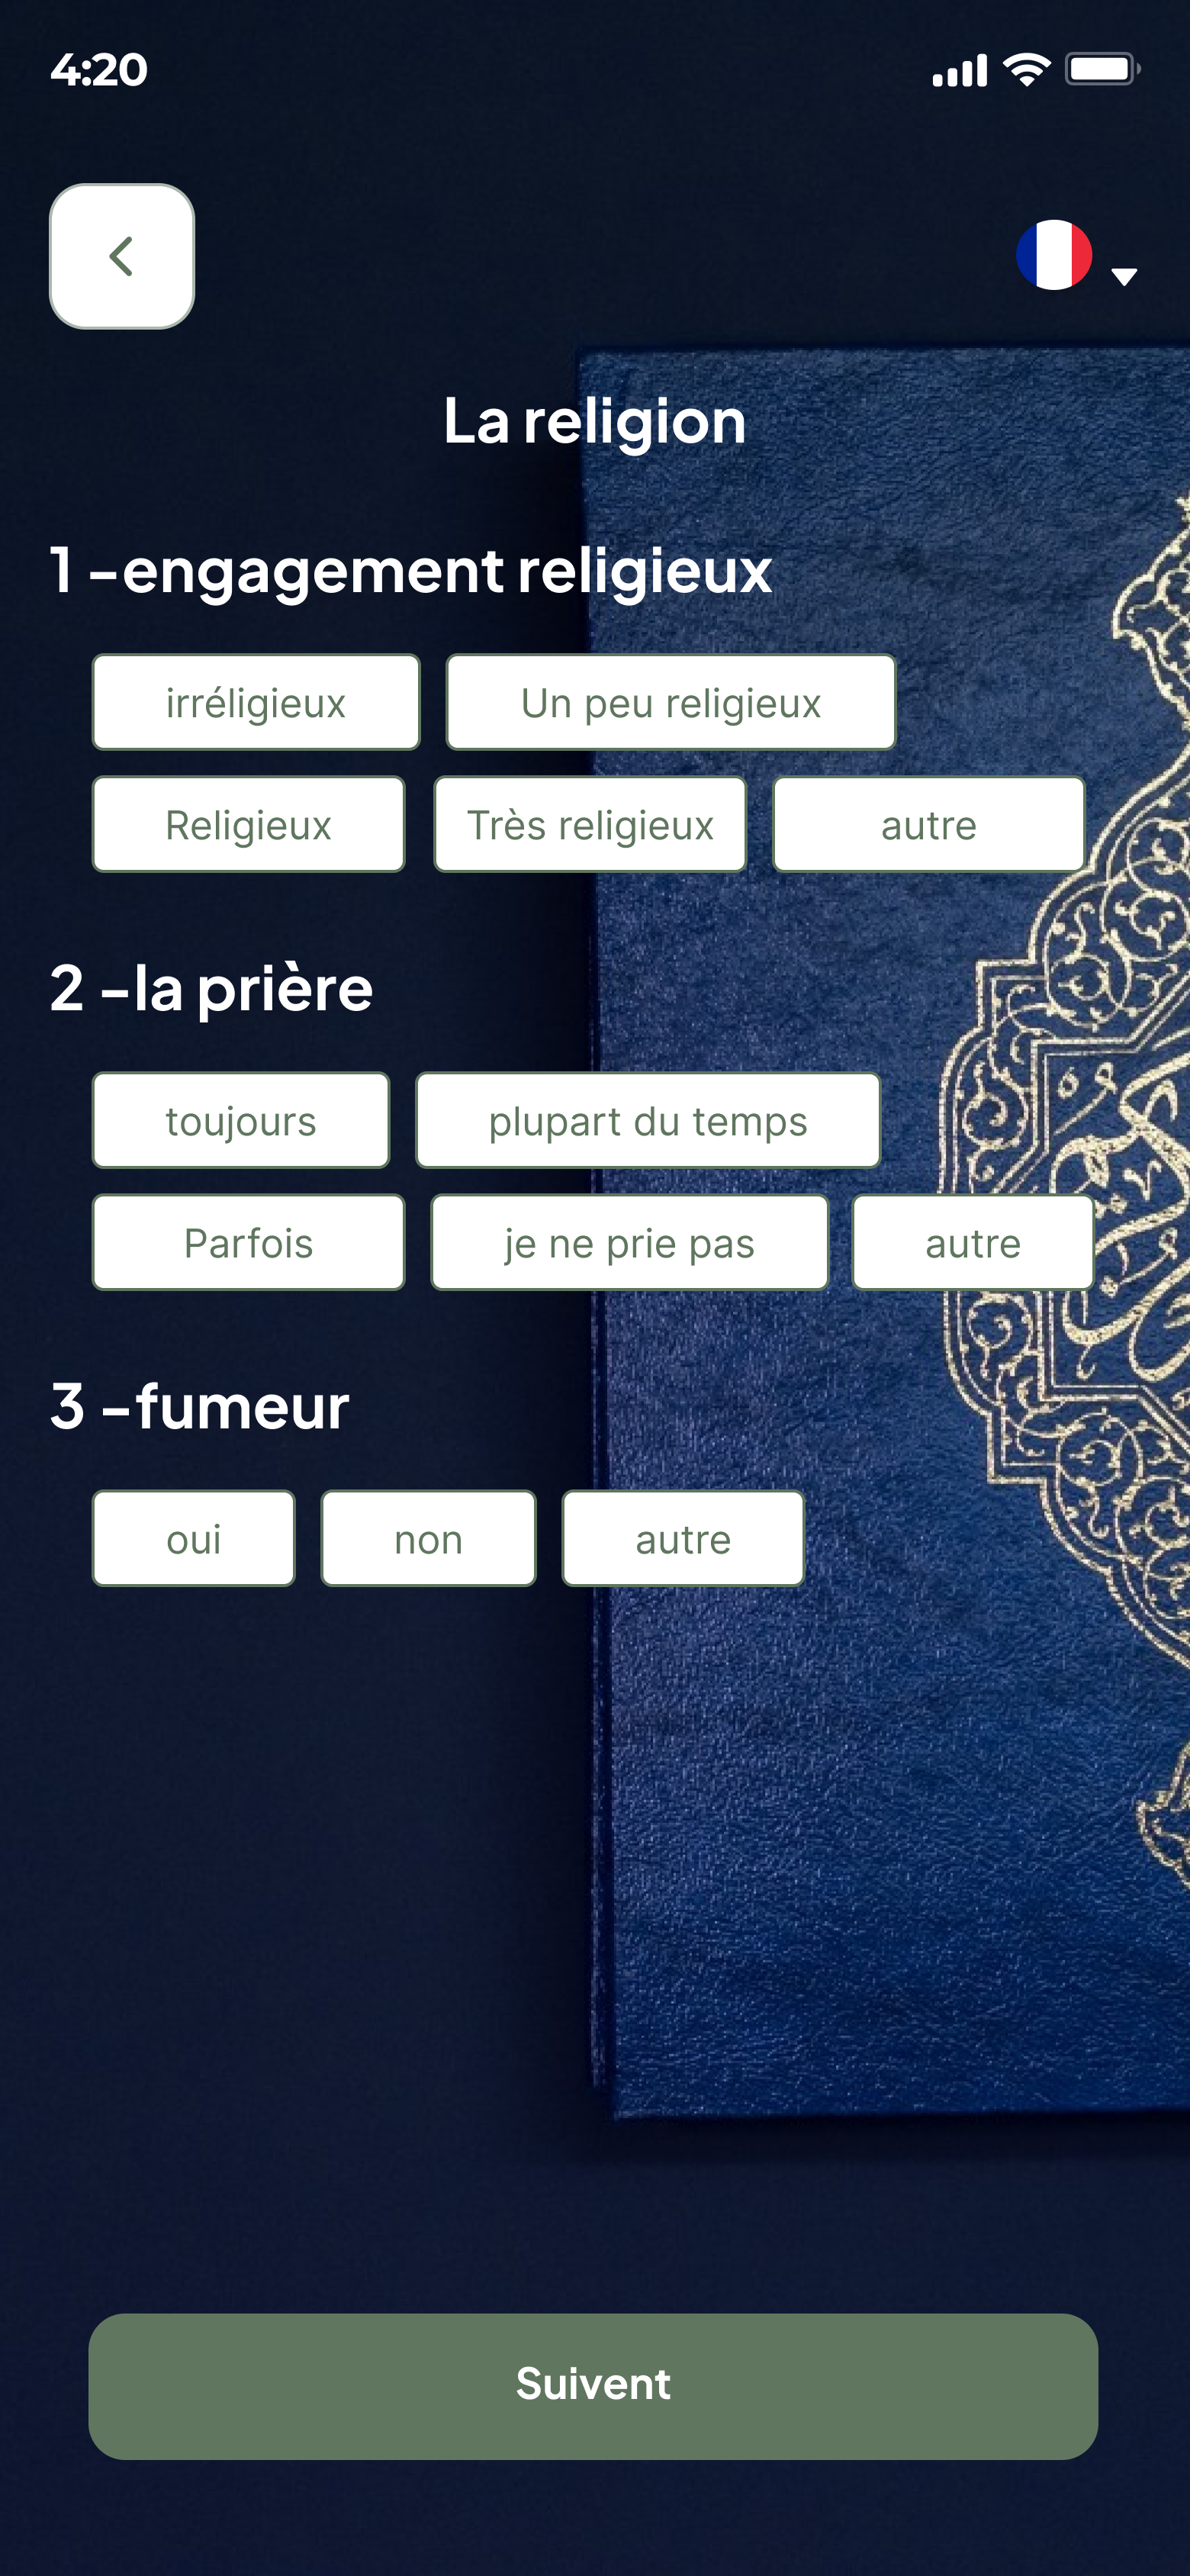 4:20
La religion
1 -engagement religieux
irréligieux Un peu religieux
Religieux Très religieux autre
2 -la prière
toujours plupart du temps
Parfois je ne prie pas autre
3 -fumeur
oui non autre
Suivent